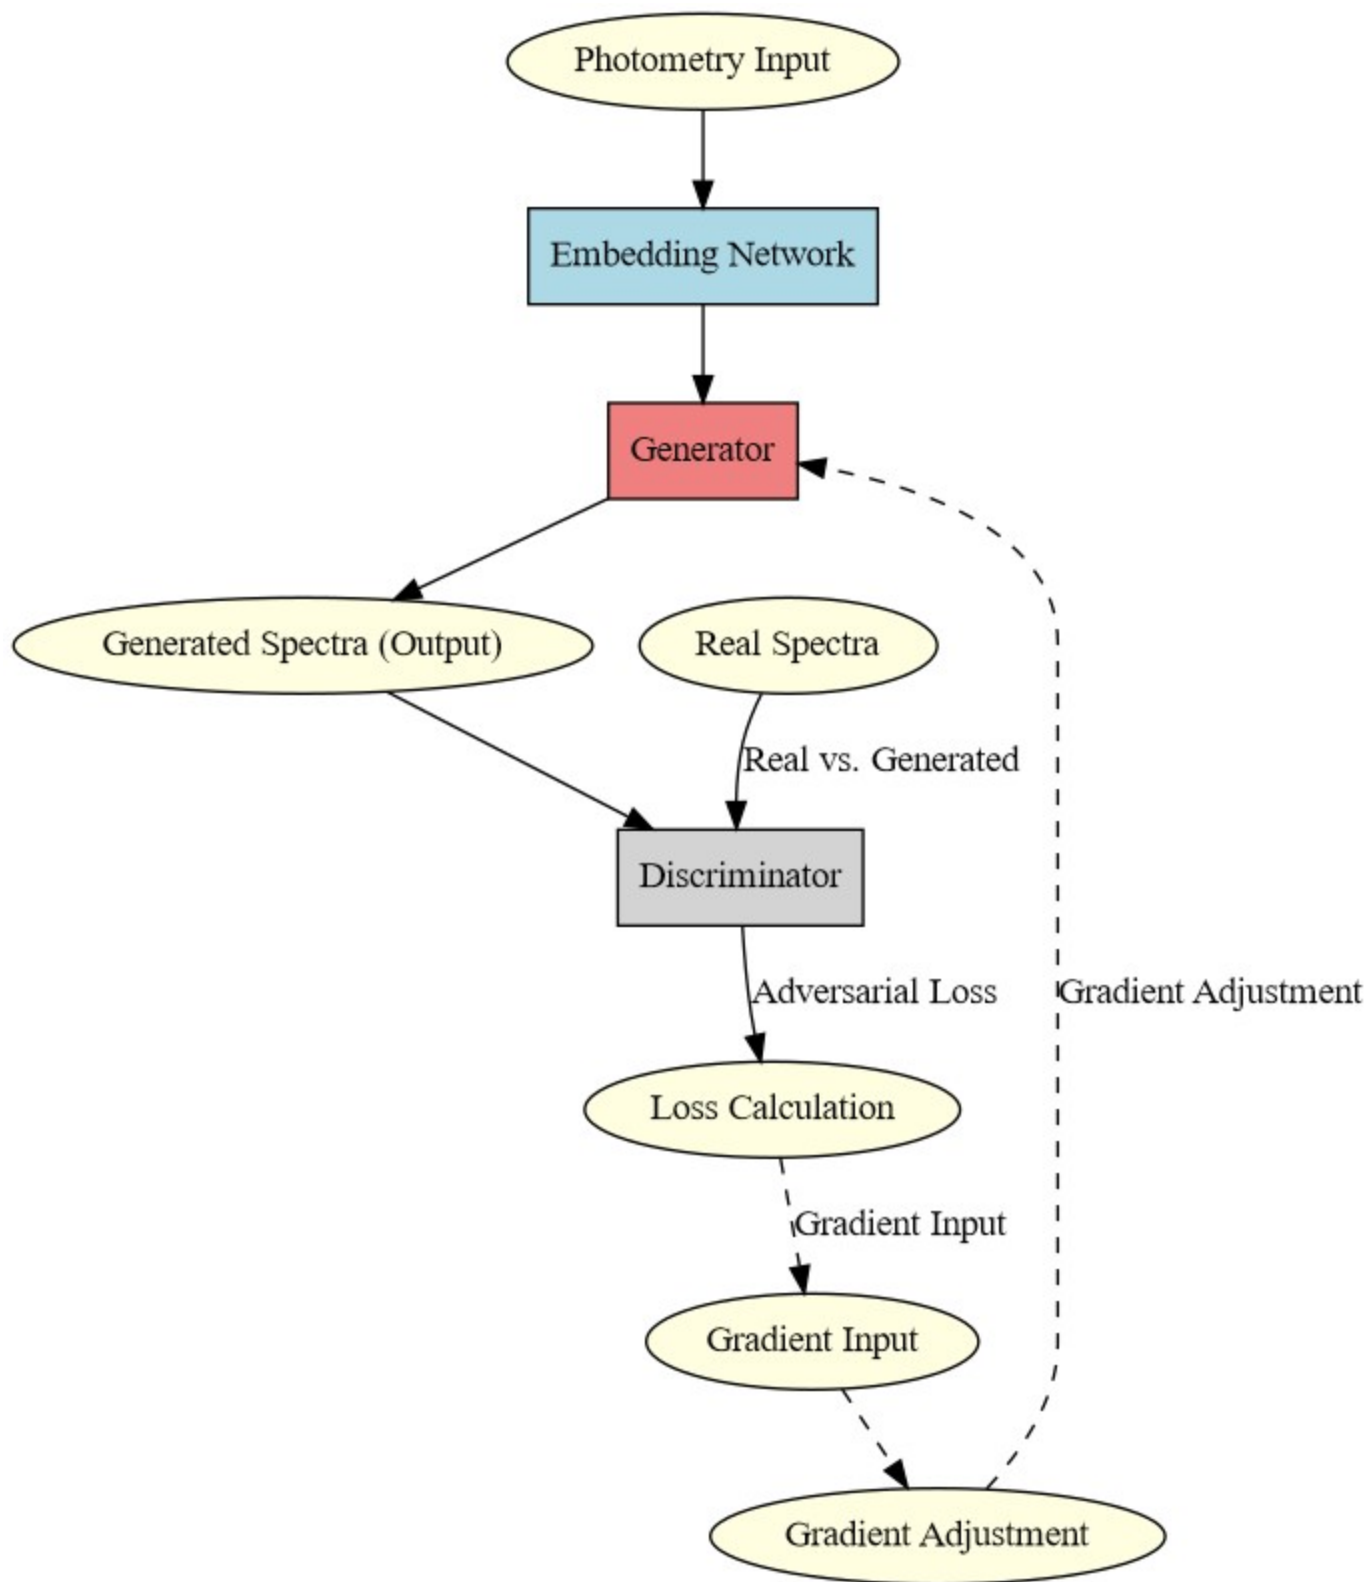 Photometry Input
Embedding Network
Generator
Generated Spectra (Output)
Real Spectra
Real vs. Generated
Discriminator
Adversarial Loss
Gradient Adjustment
Loss Calculation
Gradient Input
Gradient Input
Gradient Adjustment